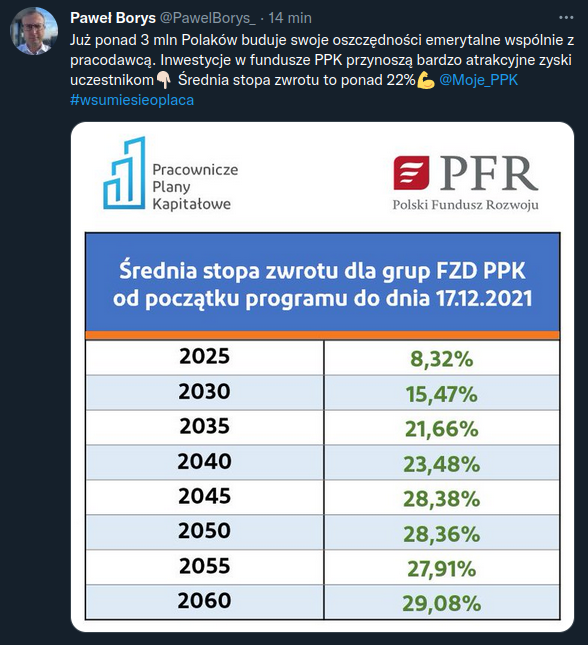 Paweł Borys @PawelBorys_ · 14 min
Już ponad 3 mln Polaków buduje swoje oszczędności emerytalne wspólnie z
pracodawcą. Inwestycje w fundusze PPK przynoszą bardzo atrakcyjne zyski
uczestnikom👇🏻 Średnia stopa zwrotu to ponad 22%💪 @Moje_PPK
#wsumiesieoplaca
Pracownicze
Plany
Kapitałowe
PFR
Polski Fundusz Rozwoju
Średnia stopa zwrotu dla grup FZD PPK
od początku programu do dnia 17.12.2021
2025 8,32%
2030 15,47%
2035 21,66%
2040 23,48%
2045 28,38%
2050 28,36%
2055 27,91%
2060 29,08%